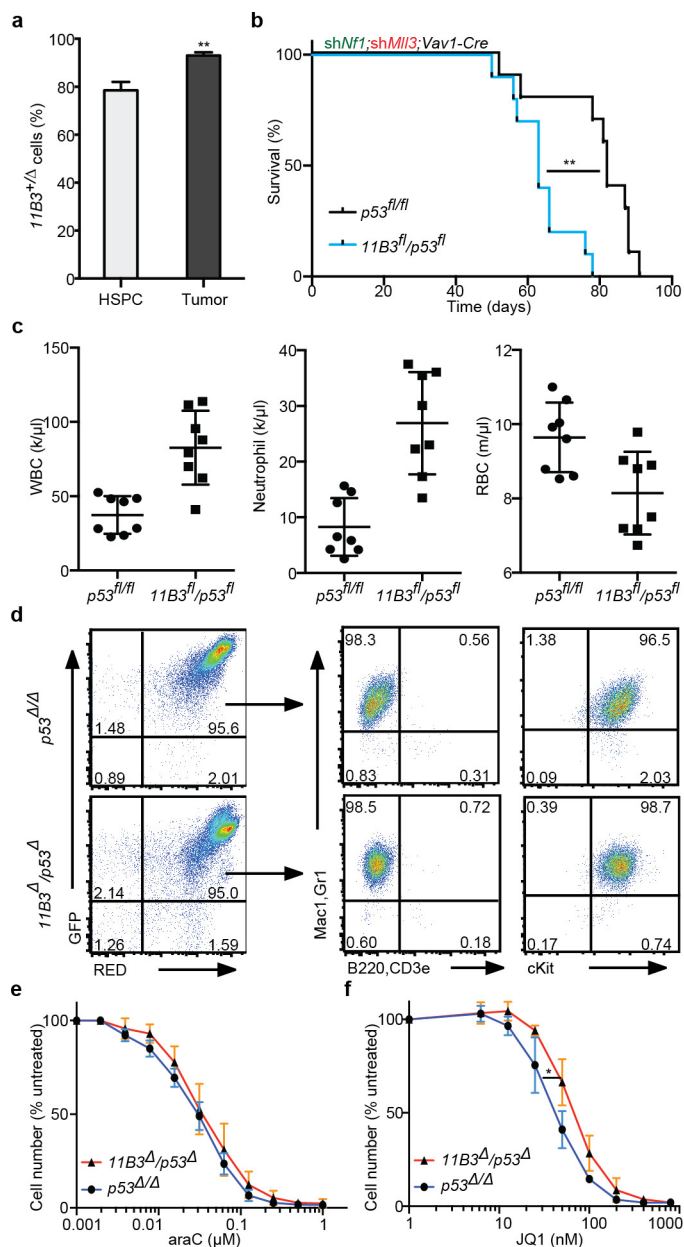 a
11B3+/Δ cells (%)
100
80
60
40
20
0
**
HSPC
Tumor
b
shNf1;shMll3;Vav1-Cre
Survival (%)
100
50
0
**
p53fl/fl
11B3fl/p53fl
0
20
40
60
80
100
Time (days)
c
WBC (k/µl)
150
100
50
0
p53fl/fl
11B3fl/p53fl
Neutrophil (k/µl)
40
30
20
10
0
p53fl/fl
11B3fl/p53fl
RBC (m/µl)
12
10
8
6
p53fl/fl
11B3fl/p53fl
d
p53Δ/Δ
1.48
95.6
0.89
2.01
98.3
0.56
0.83
0.31
1.38
96.5
0.09
2.03
11B3Δ/p53Δ
GFP
2.14
95.0
1.26
1.59
RED
Mac1,Gr1
98.5
0.72
0.60
0.18
B220,CD3e
0.39
98.7
0.17
0.74
cKit
e
Cell number (% untreated)
100
50
0
11B3Δ/p53Δ
p53Δ/Δ
0.001
0.01
0.1
1
araC (µM)
f
Cell number (% untreated)
100
50
0
*
11B3Δ/p53Δ
p53Δ/Δ
1
10
100
1000
JQ1 (nM)